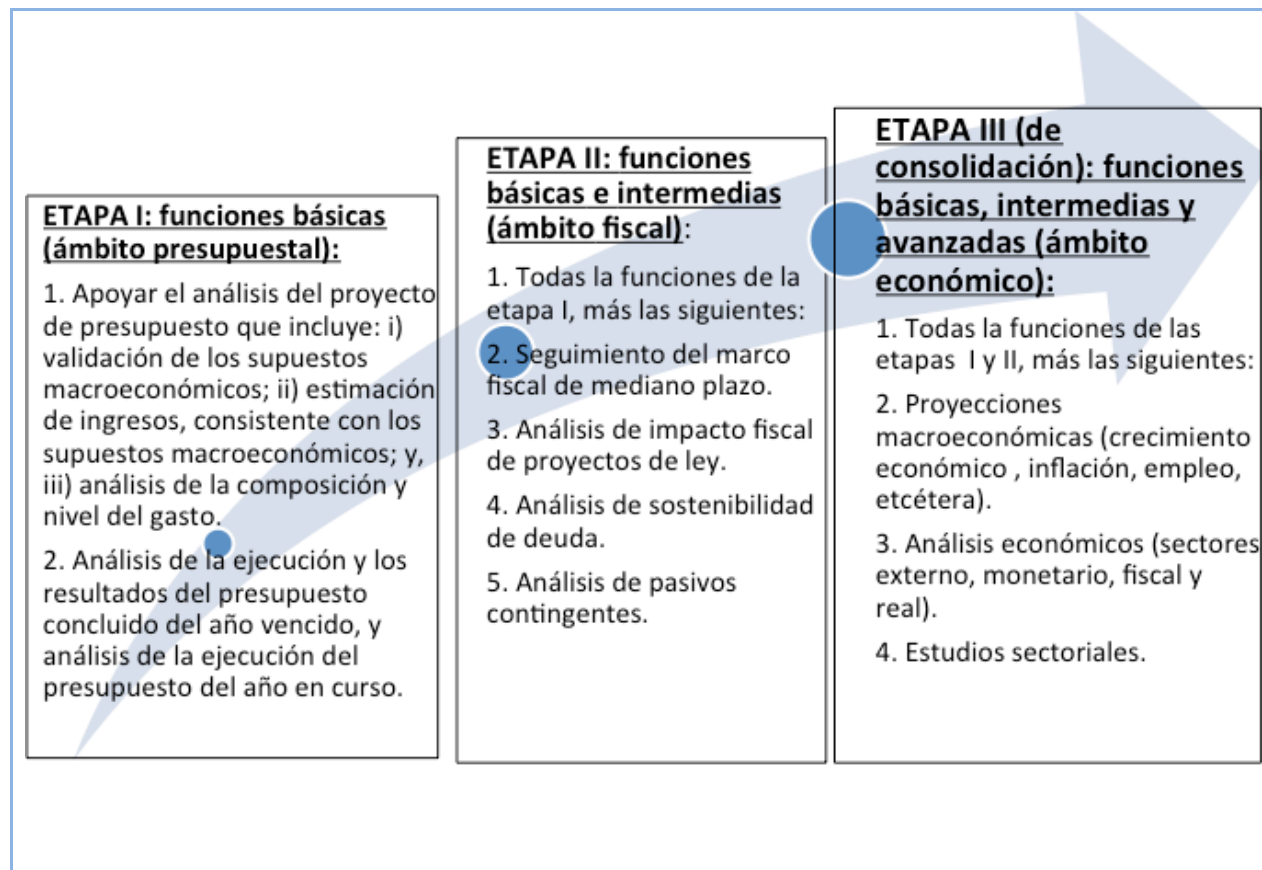 ETAPA I: funciones básicas
(ámbito presupuestal):
1. Apoyar el análisis del proyecto
de presupuesto que incluye: i)
validación de los supuestos
macroeconómicos; ii) estimación
de ingresos, consistente con los
supuestos macroeconómicos; y,
iii) análisis de la composición y
nivel del gasto.
2. Análisis de la ejecución y los
resultados del presupuesto
concluido del año vencido, y
análisis de la ejecución del
presupuesto del año en curso.
ETAPA II: funciones
básicas e intermedias
(ámbito fiscal):
1. Todas la funciones de la
etapa I, más las siguientes:
2. Seguimiento del marco
fiscal de mediano plazo.
3. Análisis de impacto fiscal
de proyectos de ley.
4. Análisis de sostenibilidad
de deuda.
5. Análisis de pasivos
contingentes.
ETAPA III (de
consolidación): funciones
básicas, intermedias y
avanzadas (ámbito
económico):
1. Todas la funciones de las
etapas I y II, más las siguientes:
2. Proyecciones
macroeconómicas (crecimiento
económico , inflación, empleo,
etcétera).
3. Análisis económicos (sectores
externo, monetario, fiscal y
real).
4. Estudios sectoriales.